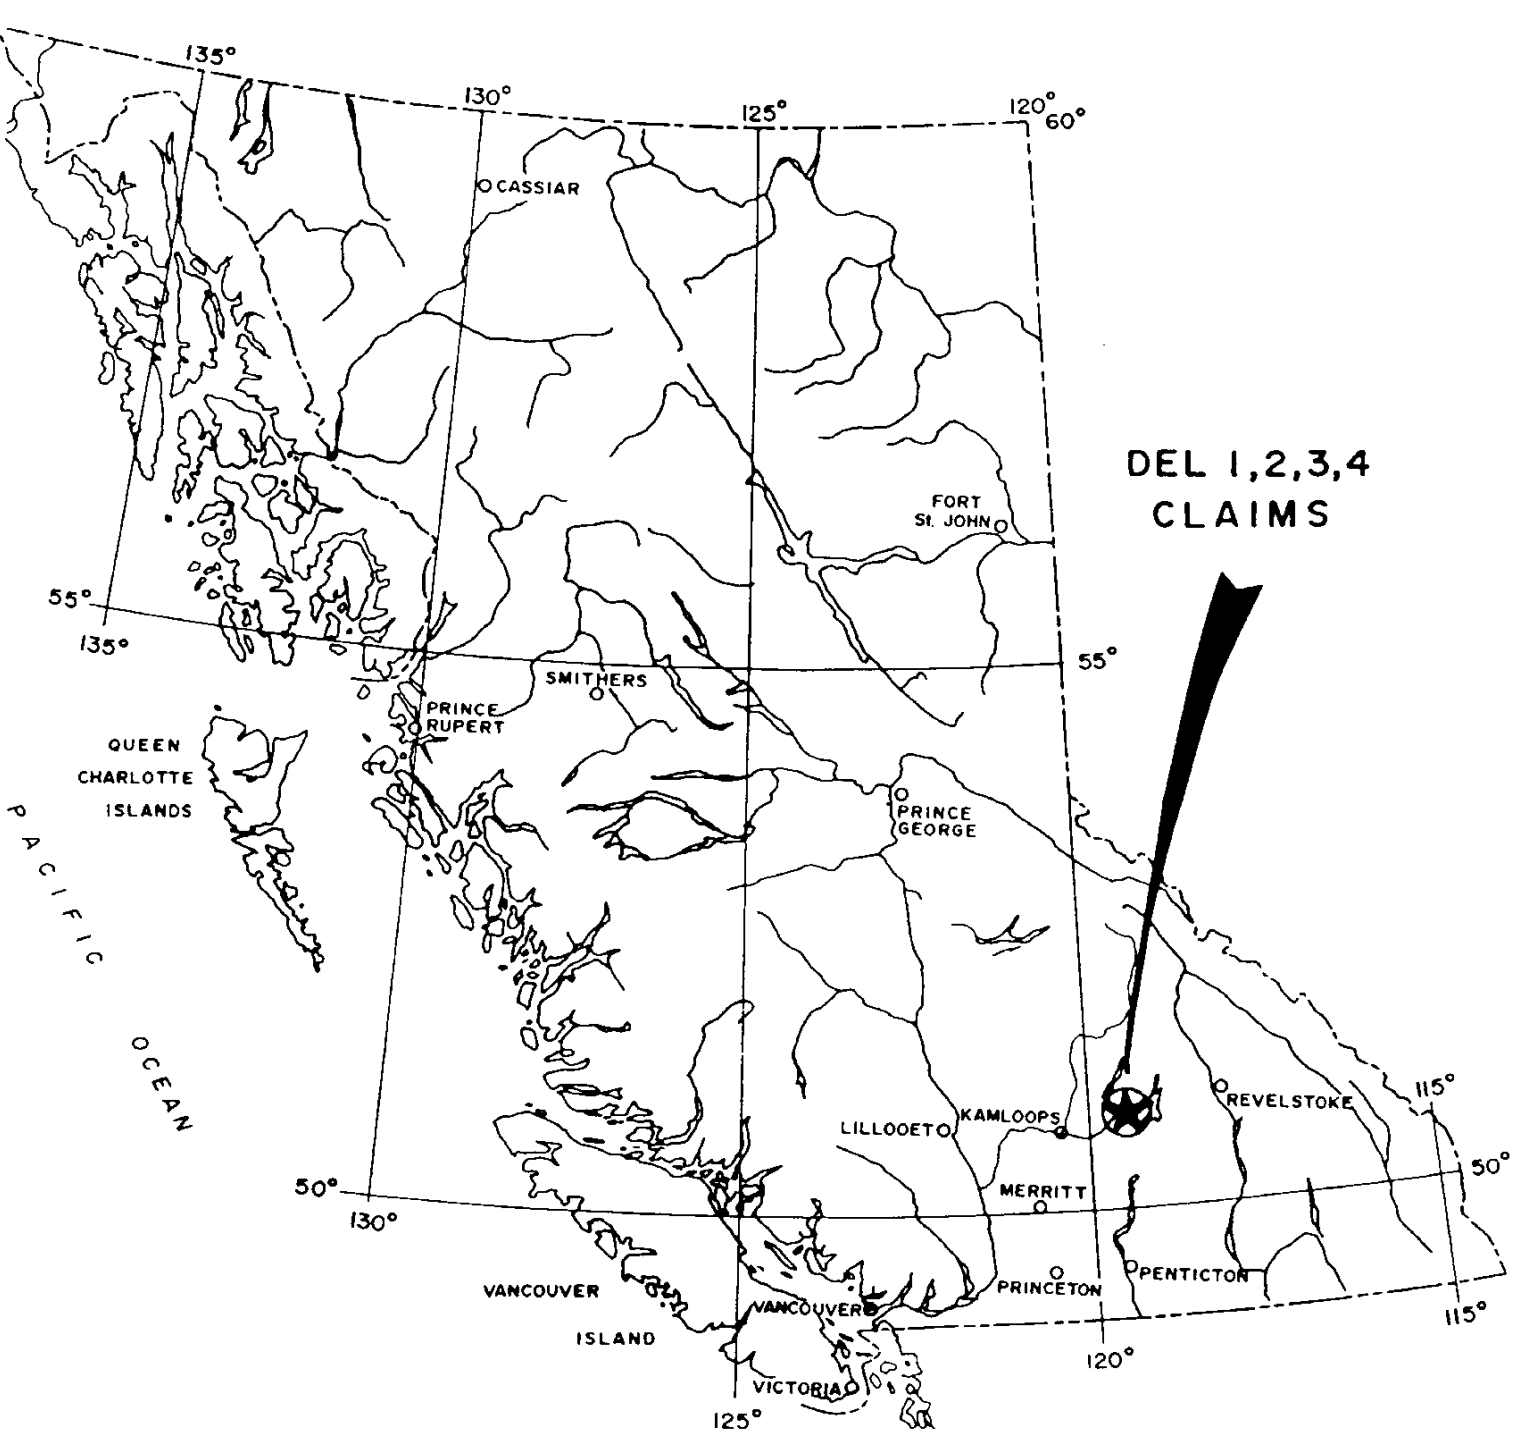 135°
130°
125°
120°
60°
CASSIAR
DEL 1,2,3,4
CLAIMS
FORT
St. JOHN
55°
135°
55°
SMITHERS
PRINCE
RUPERT
QUEEN
CHARLOTTE
ISLANDS
PRINCE
GEORGE
PACIFIC
OCEAN
115°
REVELSTOKE
KAMLOOPS
LILLOOET
50°
MERRITT
50°
130°
PENTICTON
PRINCETON
VANCOUVER
ISLAND
VANCOUVER
115°
120°
VICTORIA
125°